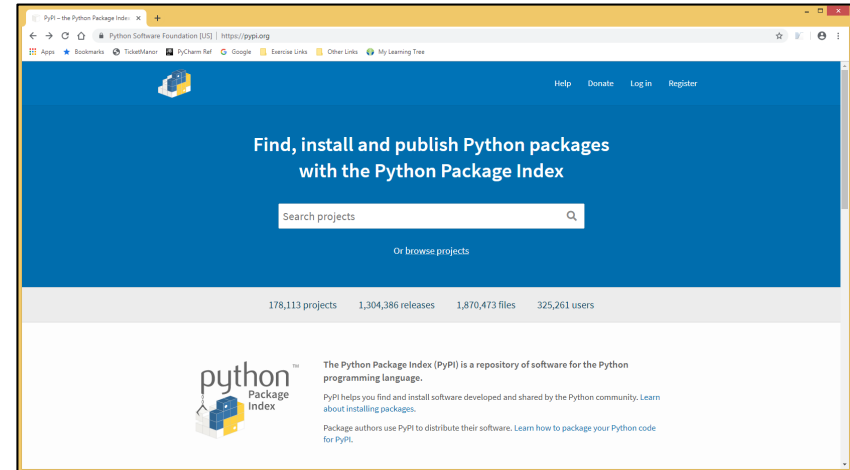 PyPI – the Python Package Index
Python Software Foundation [US] | https://pypi.org
Apps Bookmarks TicketManor PyCharm Ref Google Exercise Links Other Links My Learning Tree
Help Donate Log in Register
Find, install and publish Python packages
with the Python Package Index
Search projects
Or browse projects
178,113 projects 1,304,386 releases 1,870,473 files 325,261 users
python™
Package
Index
The Python Package Index (PyPI) is a repository of software for the Python
programming language.
PyPI helps you find and install software developed and shared by the Python community. Learn
about installing packages.
Package authors use PyPI to distribute their software. Learn how to package your Python code
for PyPI.